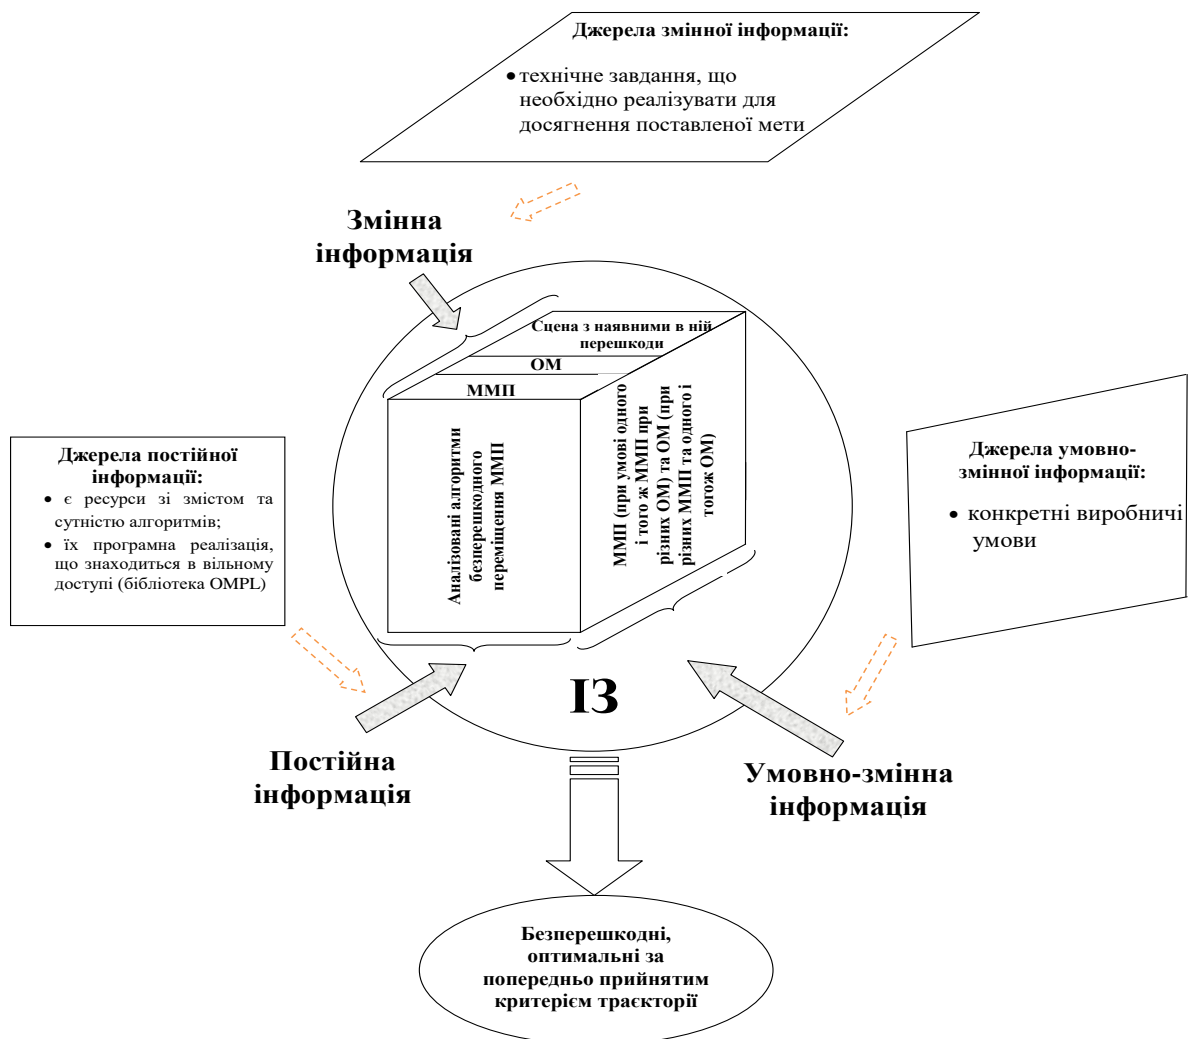 Джерела змінної інформації:
• технічне завдання, що
необхідно реалізувати для
досягнення поставленої мети
Змінна
інформація
Сцена з наявними в ній
перешкоди
ОМ
ММП
Аналізовані алгоритми
безперешкодного
переміщення ММП
ММП (при умові одного
і того ж ММП при
різних ОМ) та ОМ (при
різних ММП та одного і
тогож ОМ)
Джерела постійної
інформації:
• є ресурси зі змістом та
сутністю алгоритмів;
• їх програмна реалізація,
що знаходиться в вільному
доступі (бібліотека OMPL)
Джерела умовно-
змінної інформації:
• конкретні виробничі
умови
ІЗ
Постійна
інформація
Умовно-змінна
інформація
Безперешкодні,
оптимальні за
попередньо прийнятим
критерієм траєкторії